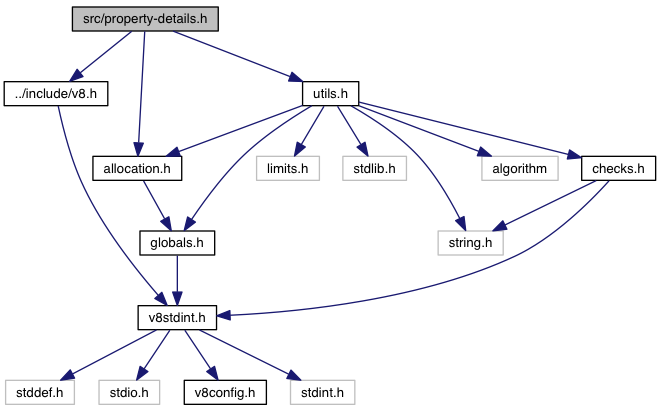 src/property-details.h
../include/v8.h
utils.h
allocation.h
limits.h
stdlib.h
algorithm
checks.h
globals.h
string.h
v8stdint.h
stddef.h
stdio.h
v8config.h
stdint.h